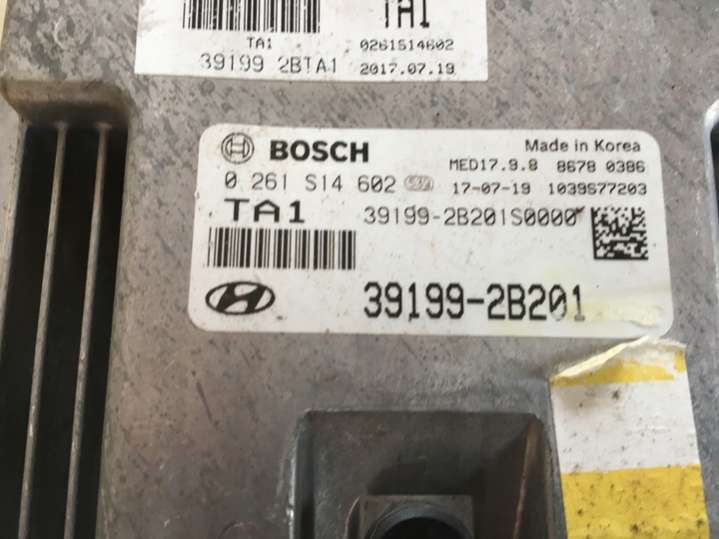 TA1
TA1
0261S14602
39199 2BTA1
2017.07.19
BOSCH
Made in Korea
MED17.9.8 8678 0386
0 261 S14 602
17-07-19 1039S77203
TA1
39199-2B201S0000
39199-2B201